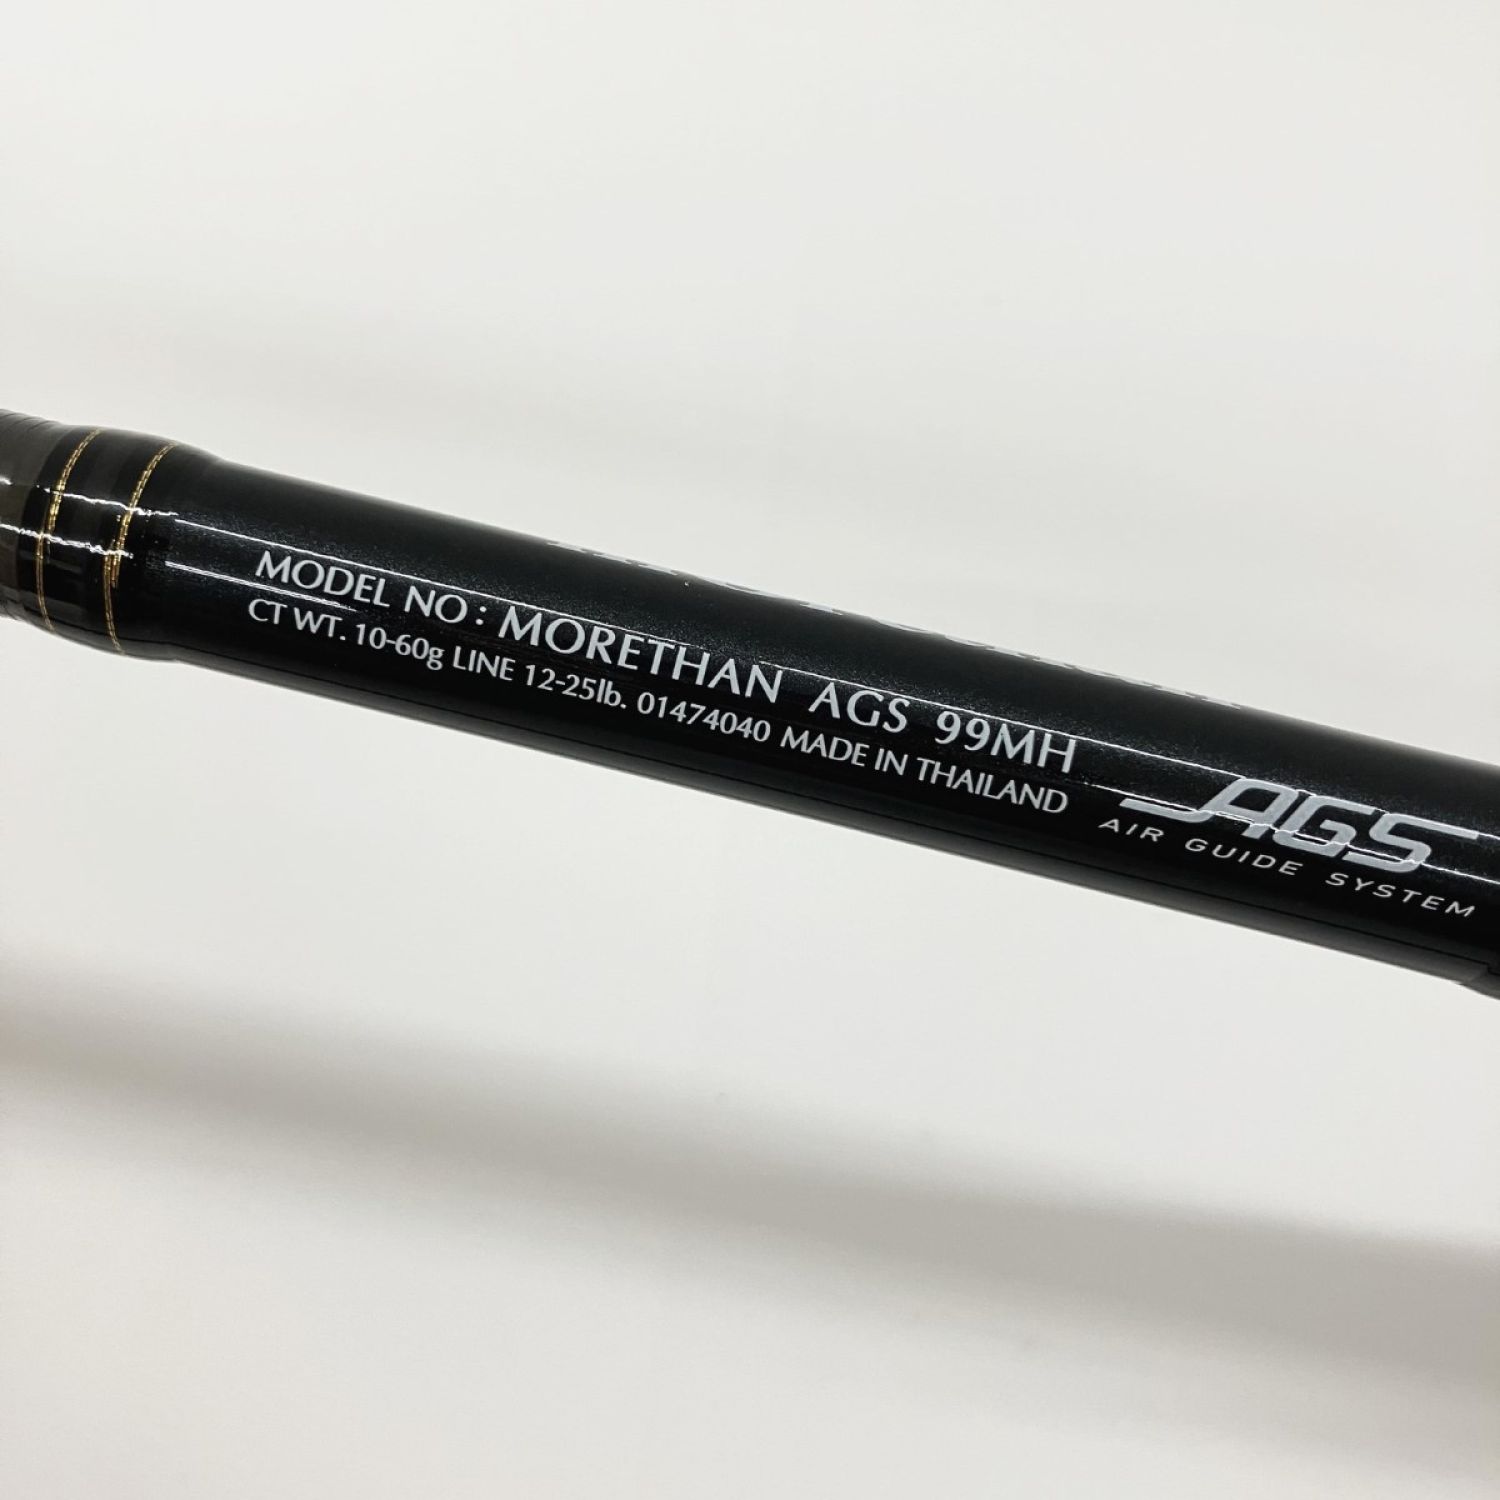 MODEL NO : MORETHAN AGS 99MH
CT WT. 10-60g LINE 12-25lb. 01474040 MADE IN THAILAND
AGS
AIR GUIDE SYSTEM